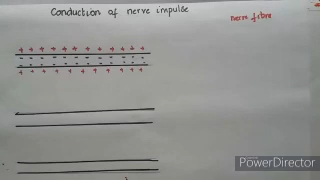 Conduction of nerve impulse
nerve fibre
+ + + + + + + + + + + +
- - - - - - - - - - - -
- - - - - - - - - - - -
+ + + + + + + + + + + +
PowerDirector